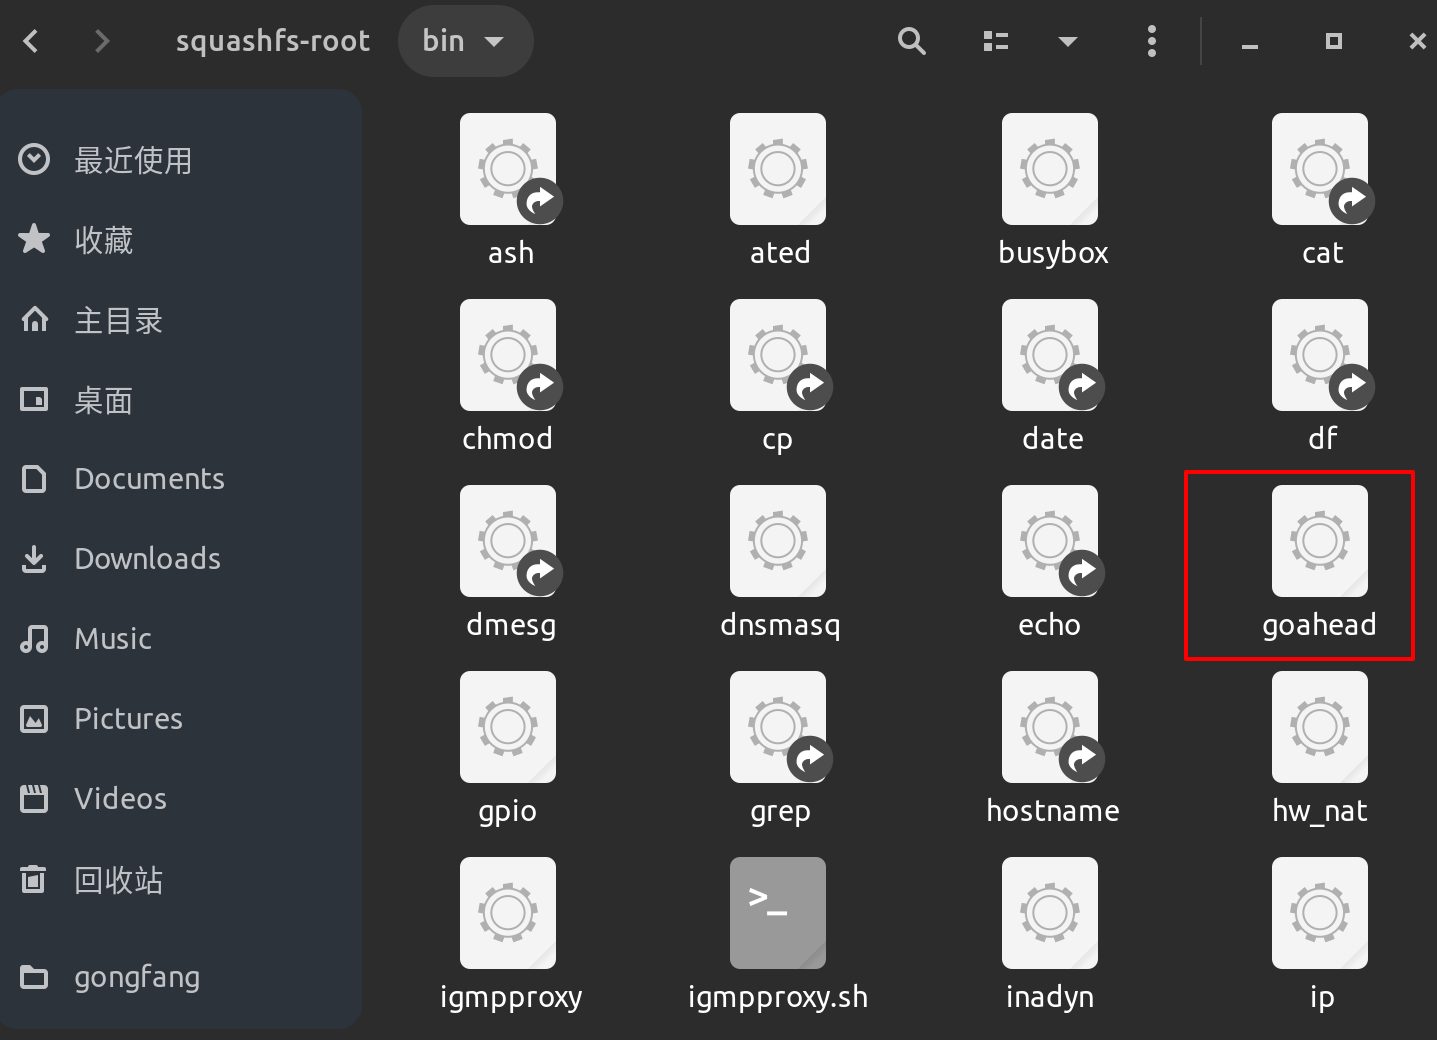 squashfs-root bin
最近使用
收藏
主目录
桌面
Documents
Downloads
Music
Pictures
Videos
回收站
gongfang
ash ated busybox cat
chmod cp date df
dmesg dnsmasq echo goahead
gpio grep hostname hw_nat
>_
igmpproxy igmpproxy.sh inadyn ip